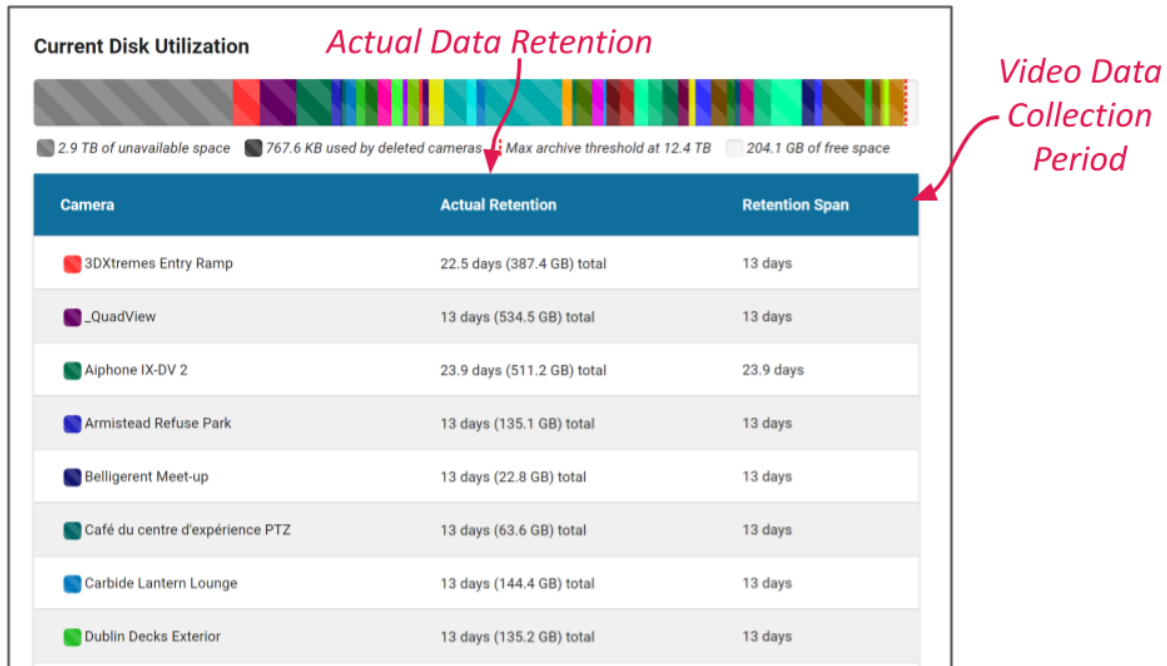 Current Disk Utilization
Actual Data Retention
Video Data
Collection
Period
2.9 TB of unavailable space 767.6 KB used by deleted cameras Max archive threshold at 12.4 TB 204.1 GB of free space
Camera Actual Retention Retention Span
3DXtremes Entry Ramp 22.5 days (387.4 GB) total 13 days
_QuadView 13 days (534.5 GB) total 13 days
Aiphone IX-DV 2 23.9 days (511.2 GB) total 23.9 days
Armistead Refuse Park 13 days (135.1 GB) total 13 days
Belligerent Meet-up 13 days (22.8 GB) total 13 days
Café du centre d'expérience PTZ 13 days (63.6 GB) total 13 days
Carbide Lantern Lounge 13 days (144.4 GB) total 13 days
Dublin Decks Exterior 13 days (135.2 GB) total 13 days